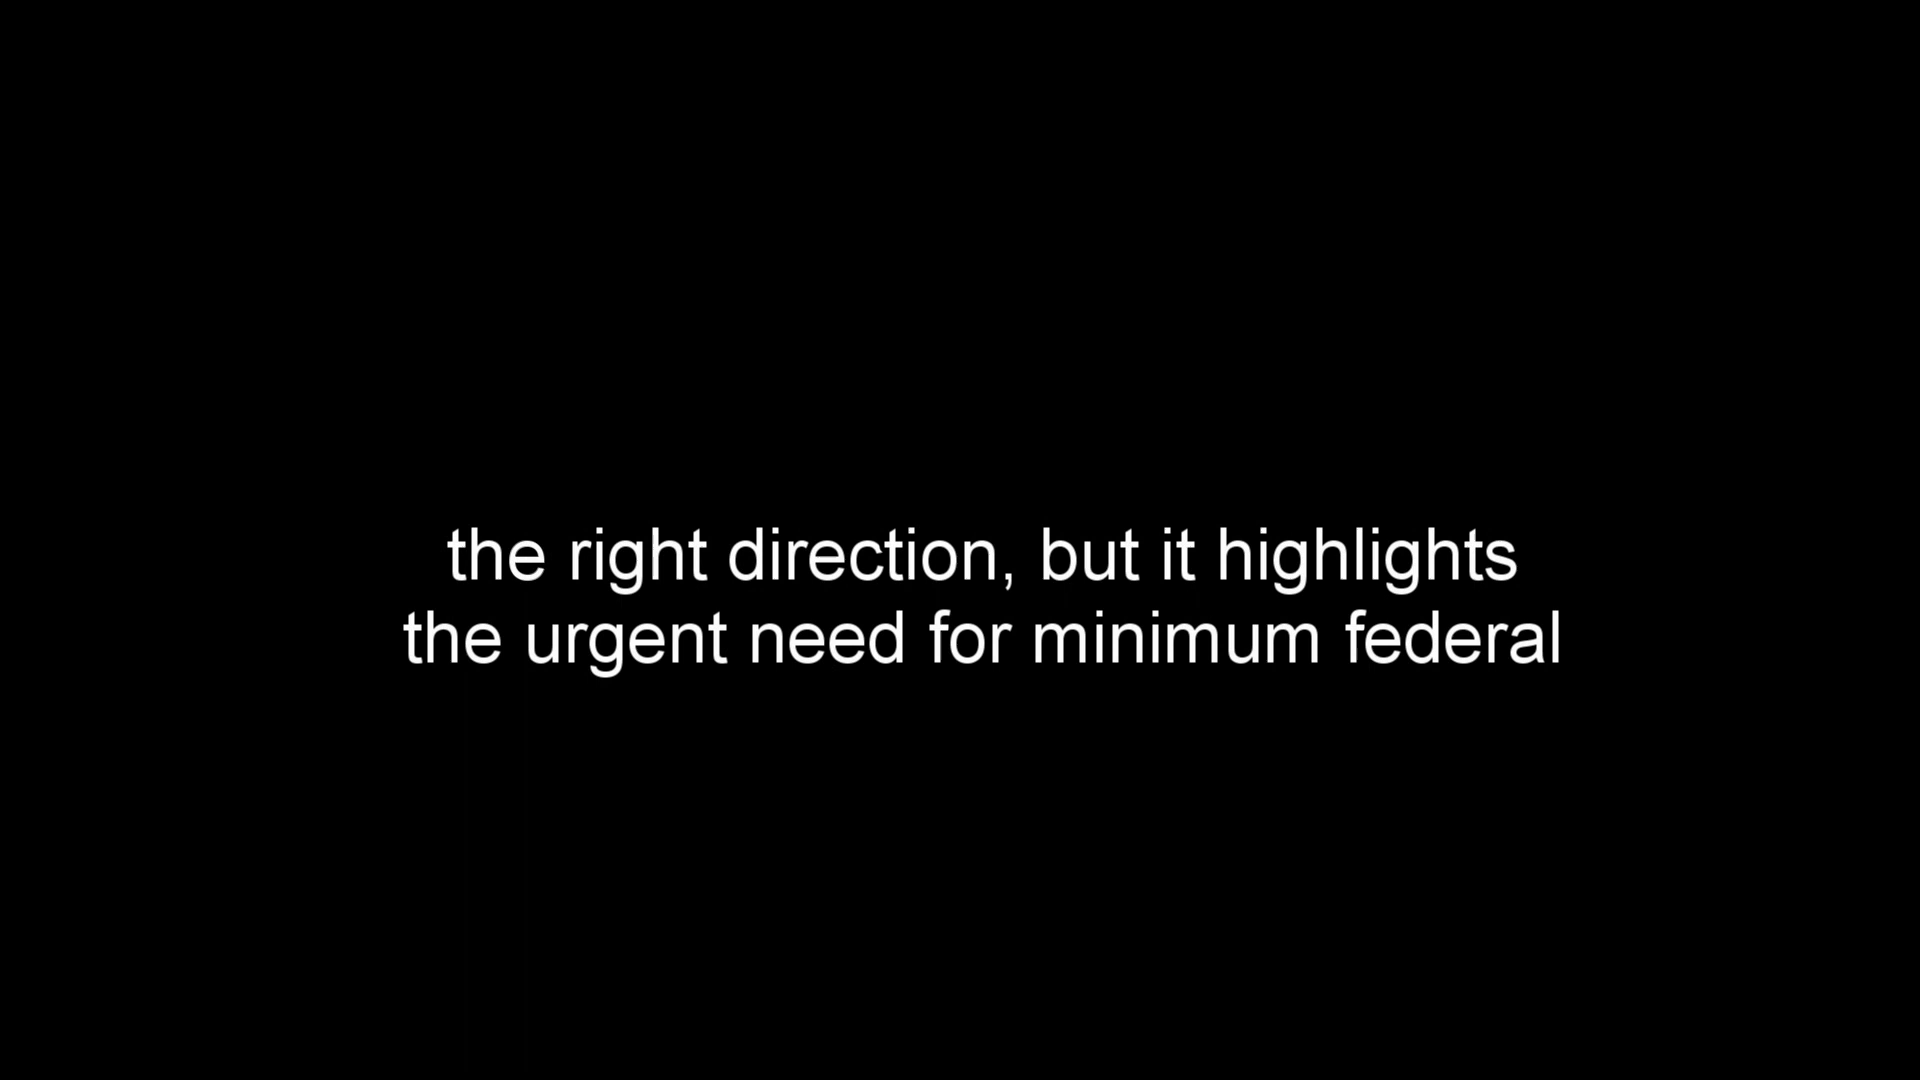 the right direction, but it highlights
the urgent need for minimum federal